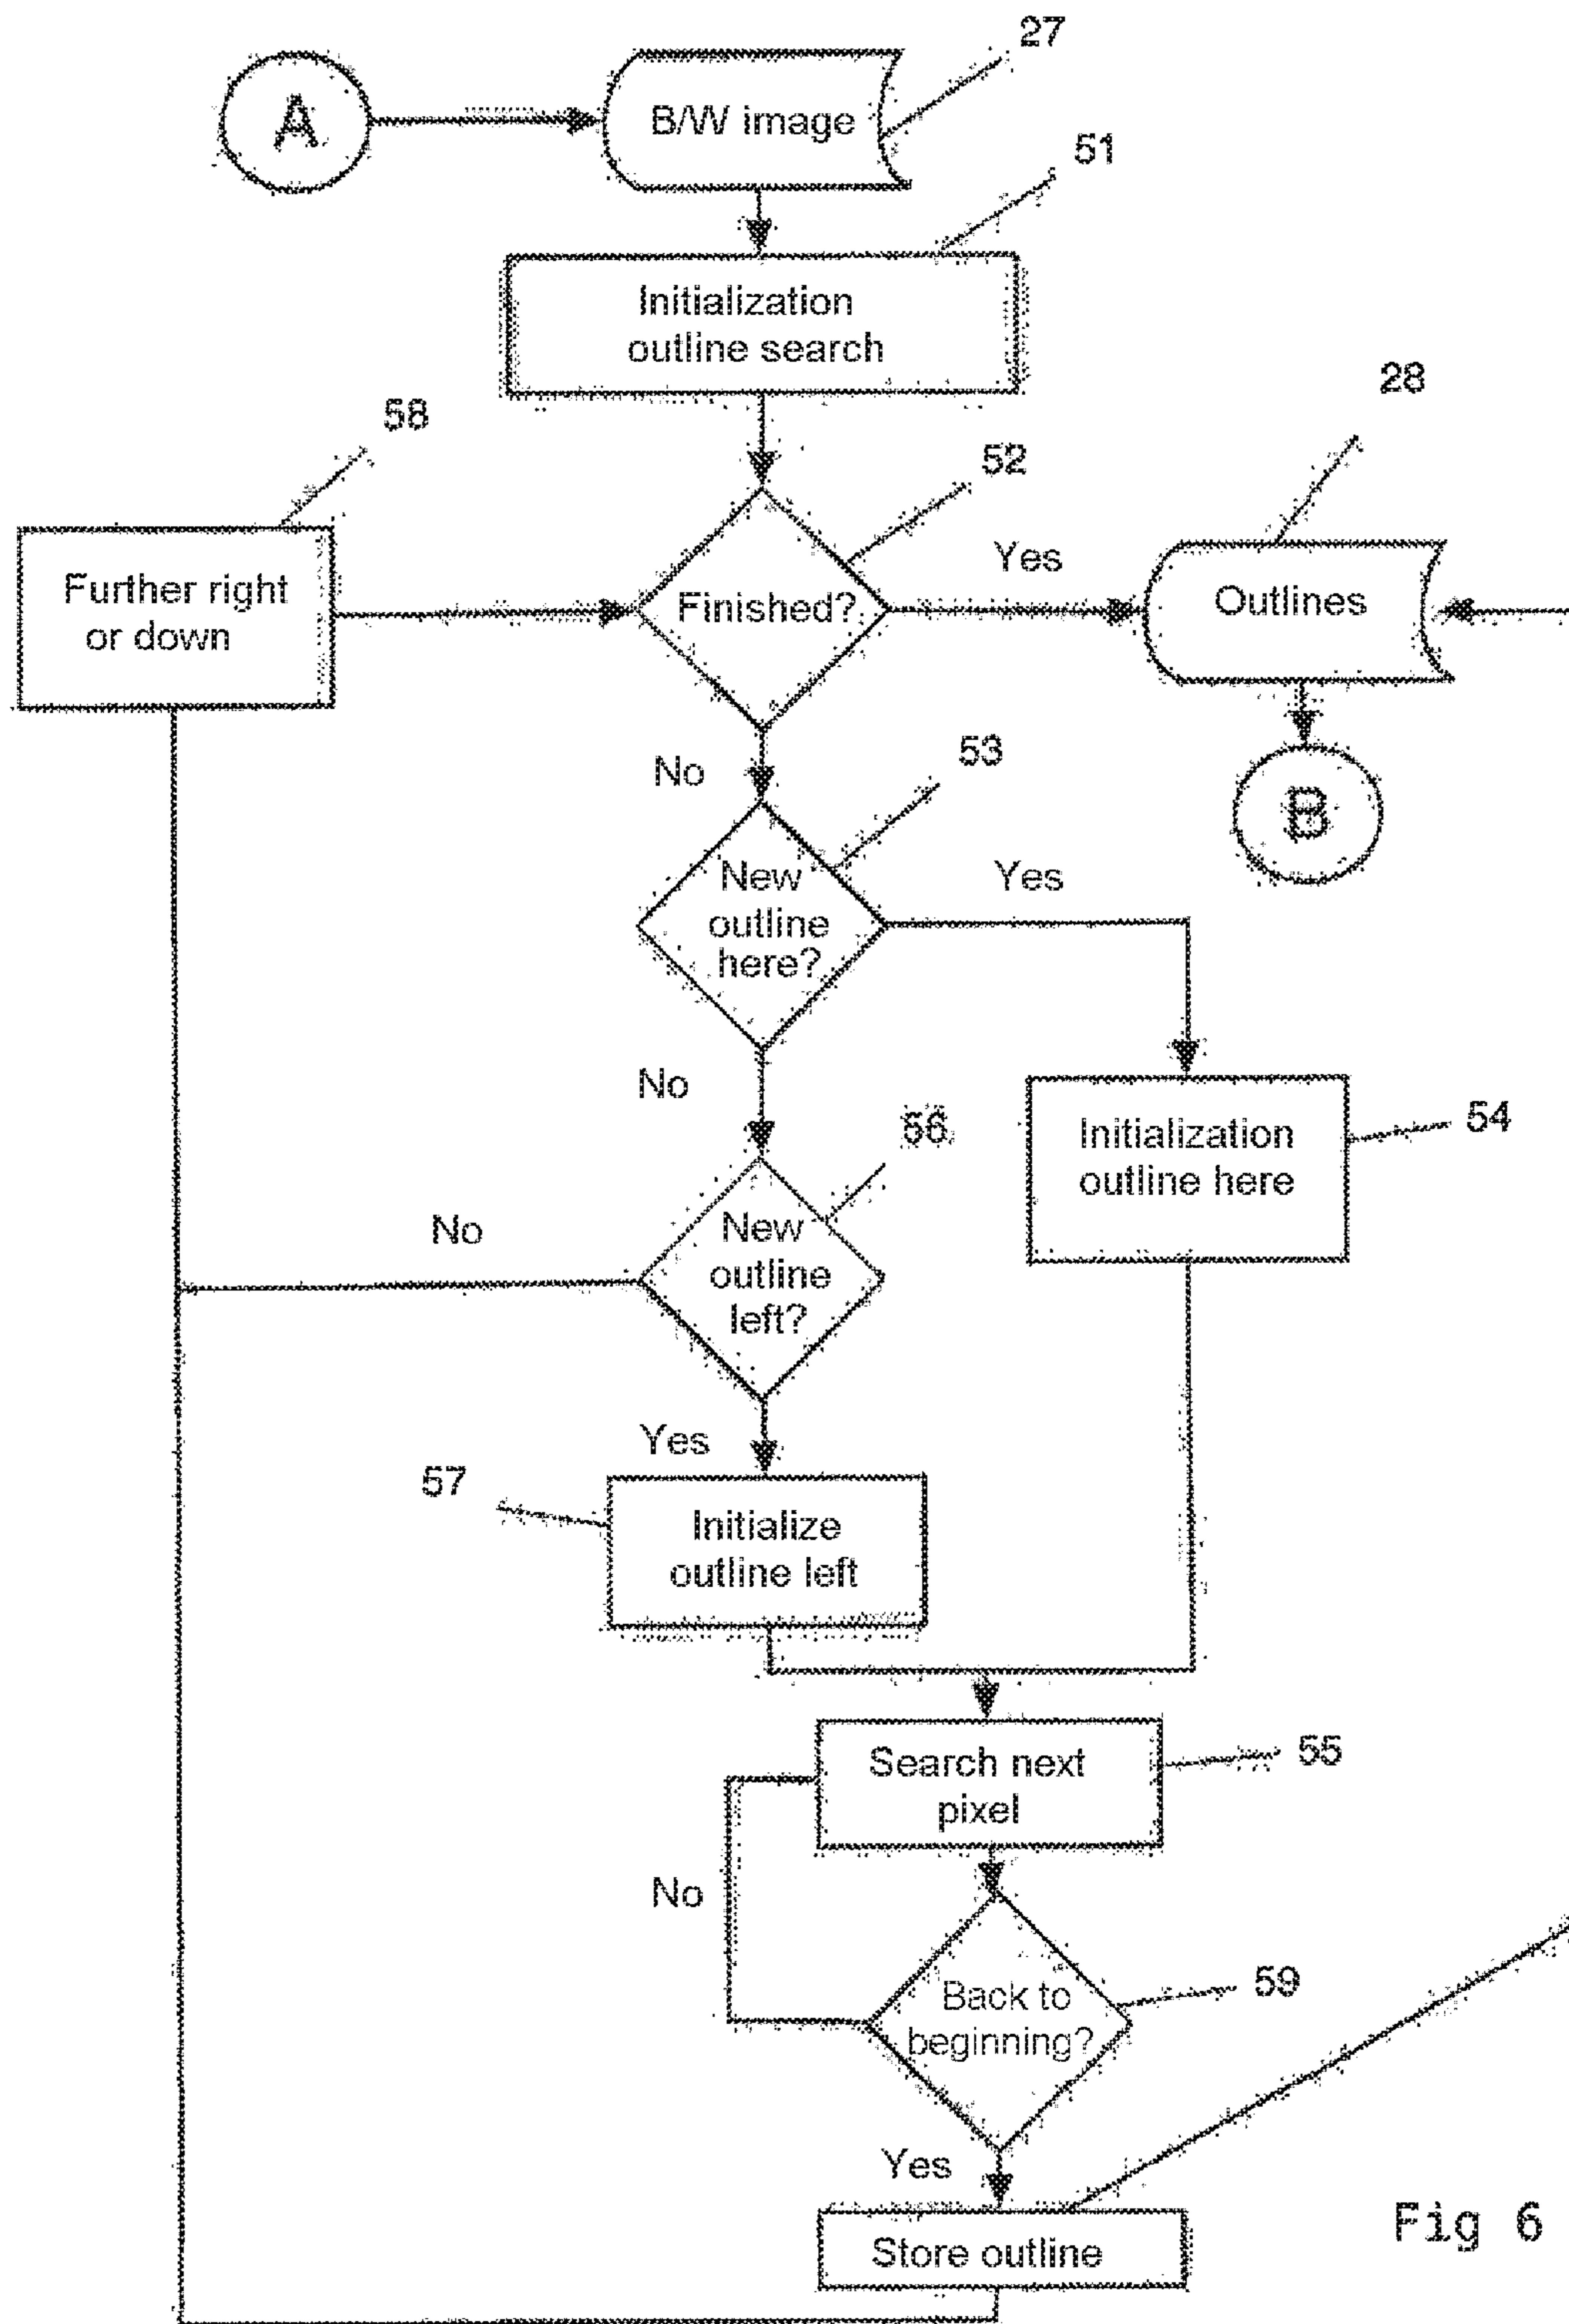 27
A
B/W image
51
Initialization
outline search
58
52
28
Further right
or down
Finished?
Yes
Outlines
No
53
B
New
outline
here?
Yes
No
56
54
Initialization
outline here
No
New
outline
left?
Yes
57
Initialize
outline left
Search next
pixel
55
No
Back to
beginning?
59
Yes
Store outline
Fig 6